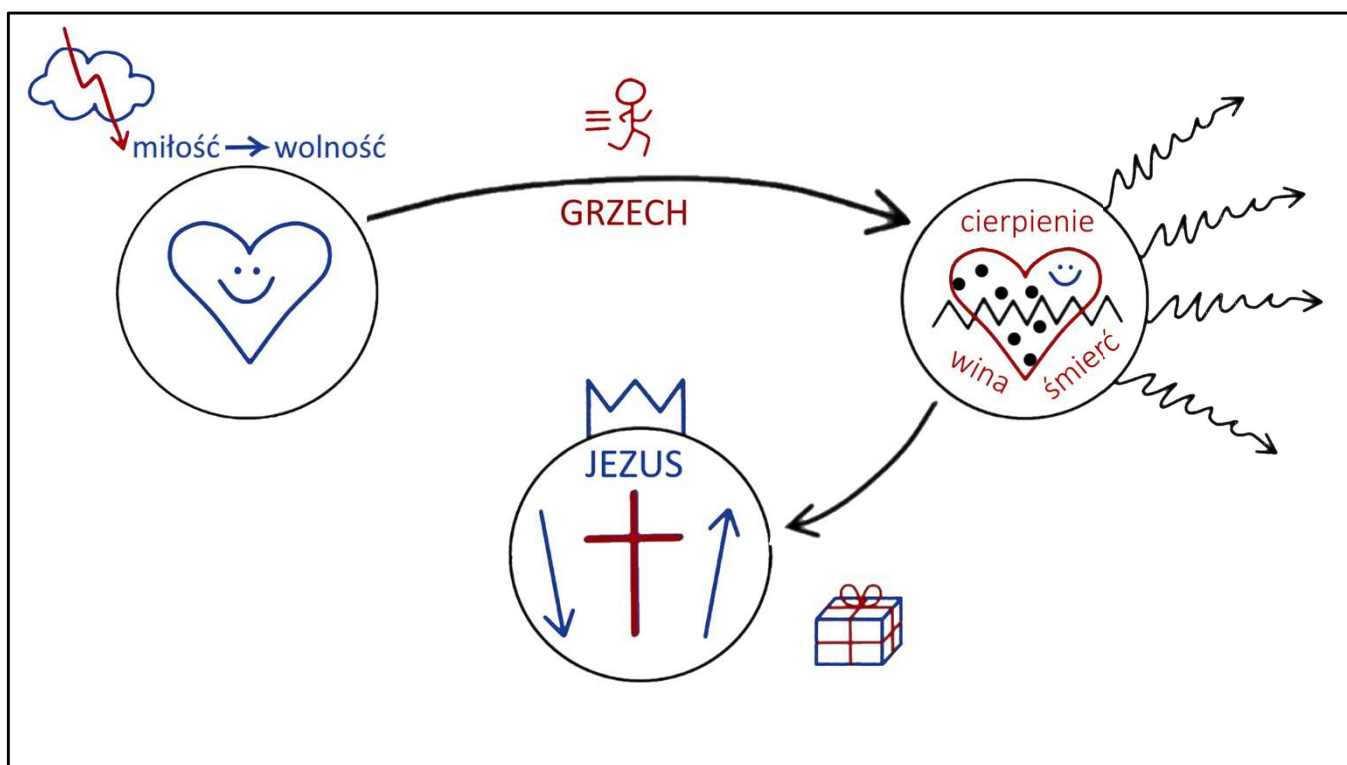 miłość → wolność
GRZECH
cierpienie
wina
śmierć
JEZUS